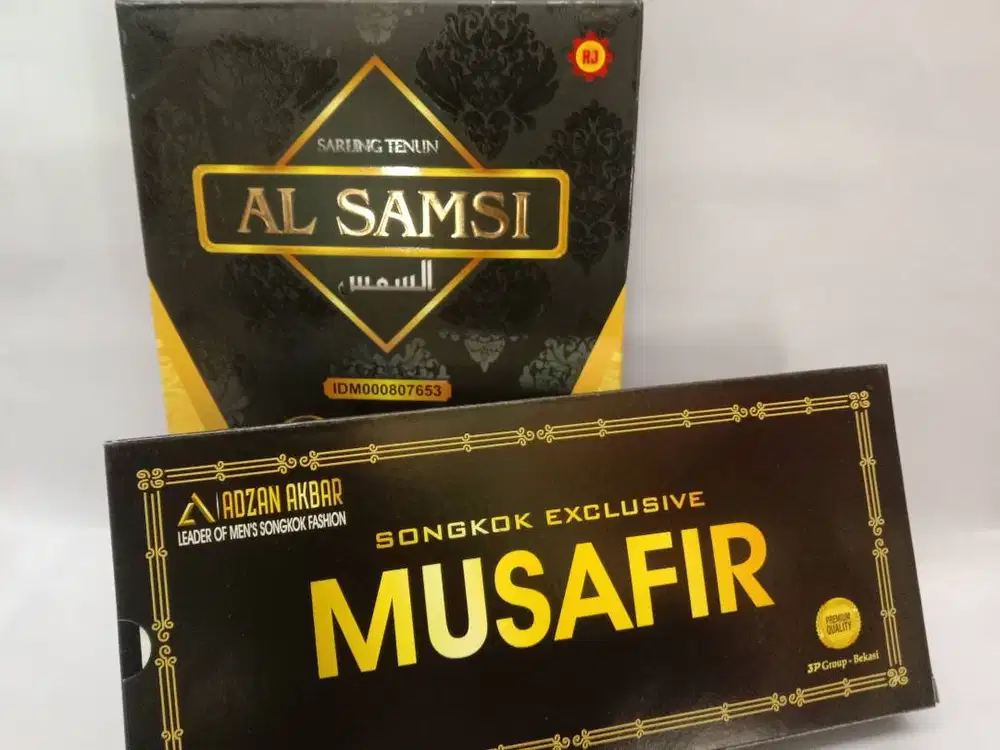 RJ
SARUNG TENUN
AL SAMSI
السمس
IDM000807653
ADZAN AKBAR
LEADER OF MEN'S SONGKOK FASHION
SONGKOK EXCLUSIVE
MUSAFIR
PREMIUM
QUALITY
3P Group - Bekasi